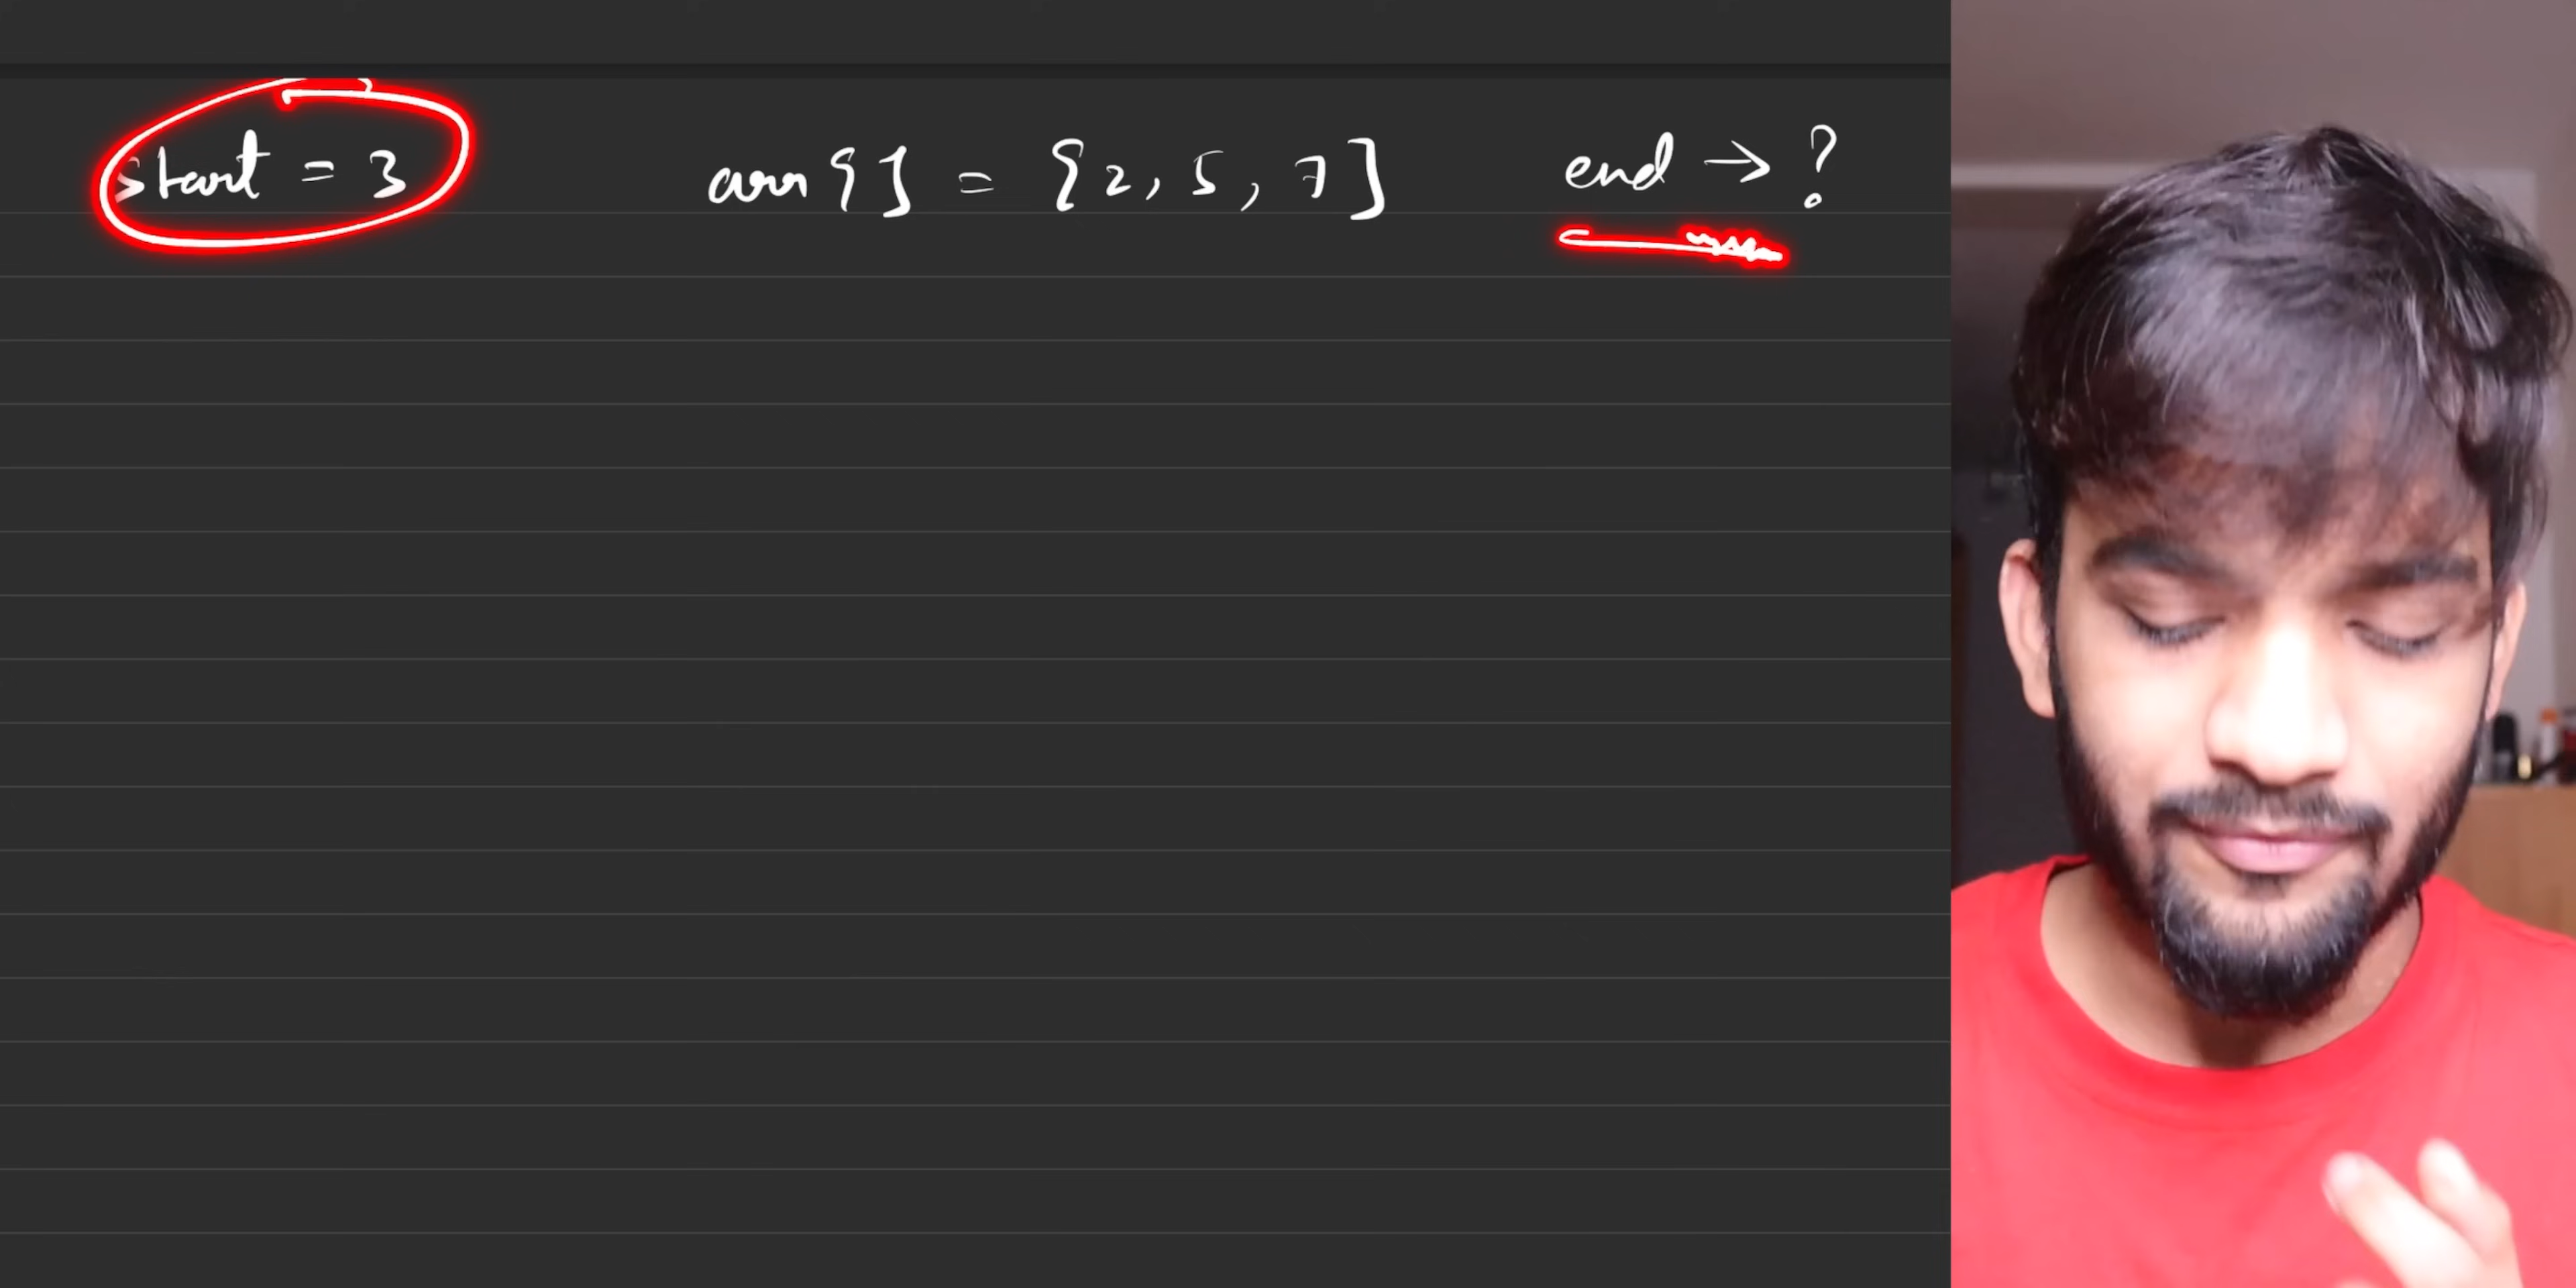 start = 3 arr{] = {2, 5, 7] end → ?